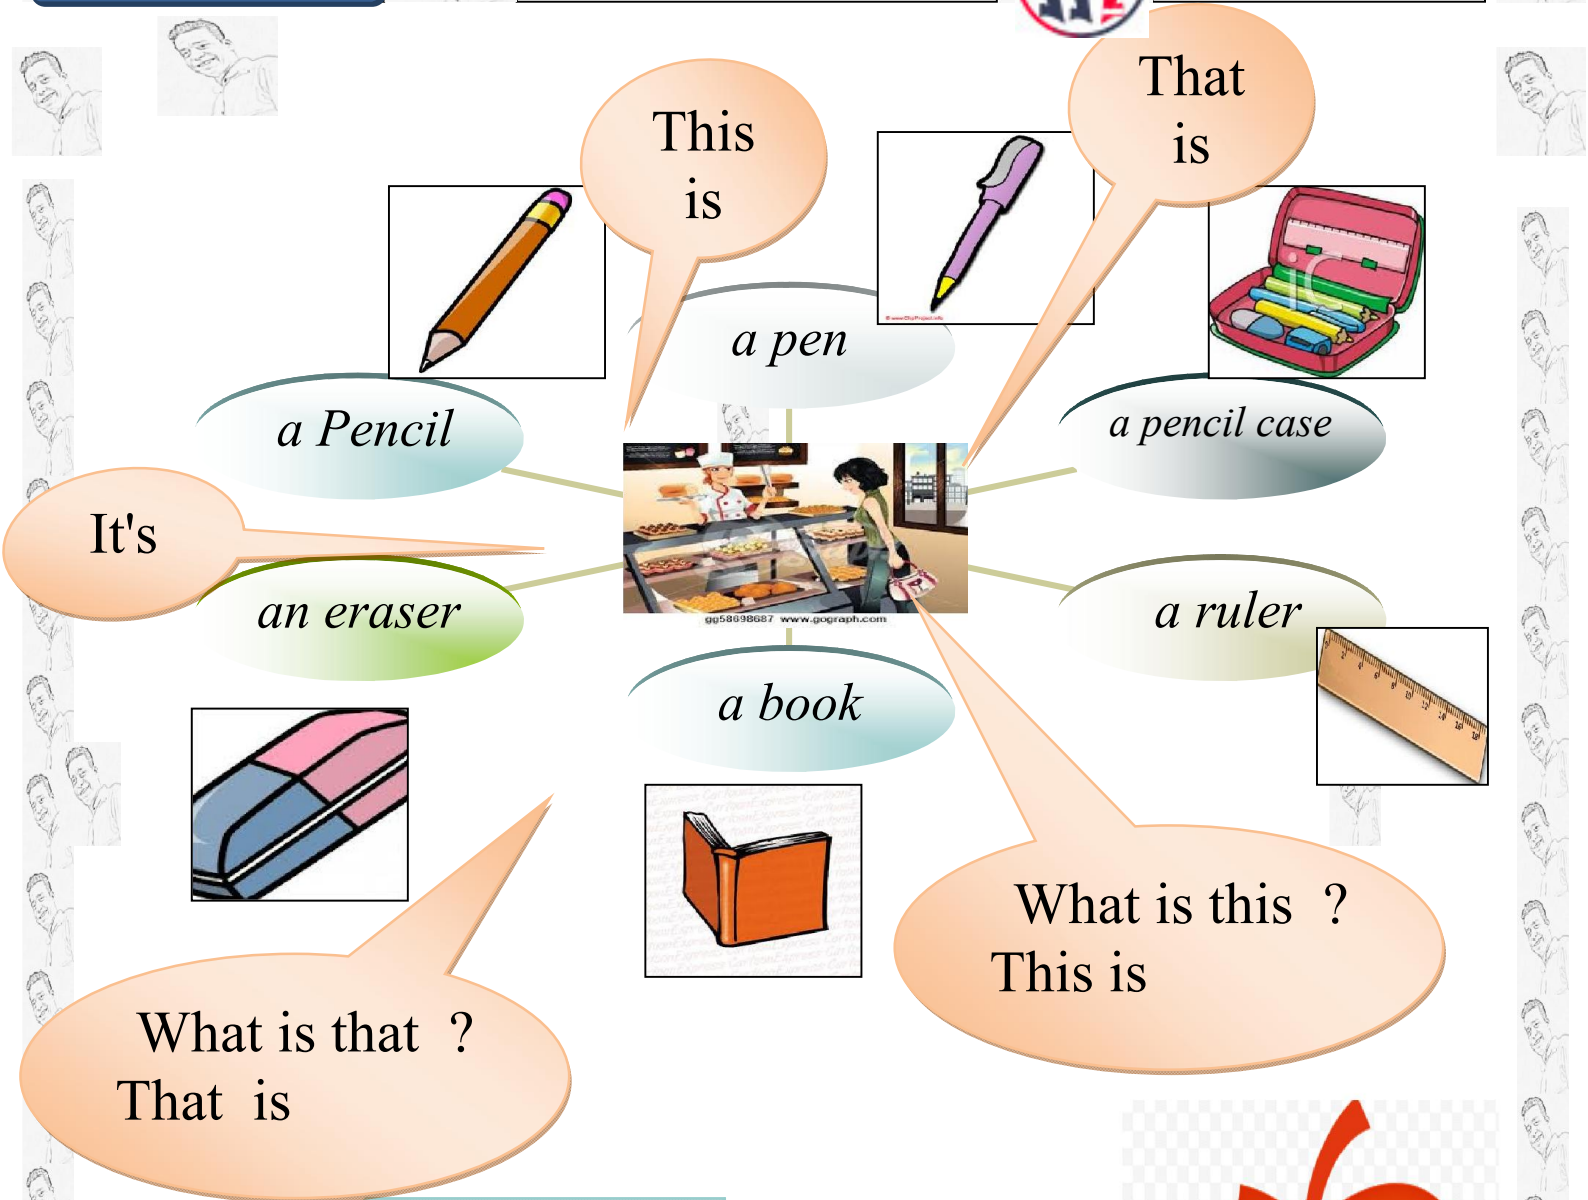 That
is
This
is
a pen
a Pencil
a pencil case
It's
an eraser
a ruler
gg58698687 www.gograph.com
a book
What is this ?
This is
What is that ?
That is